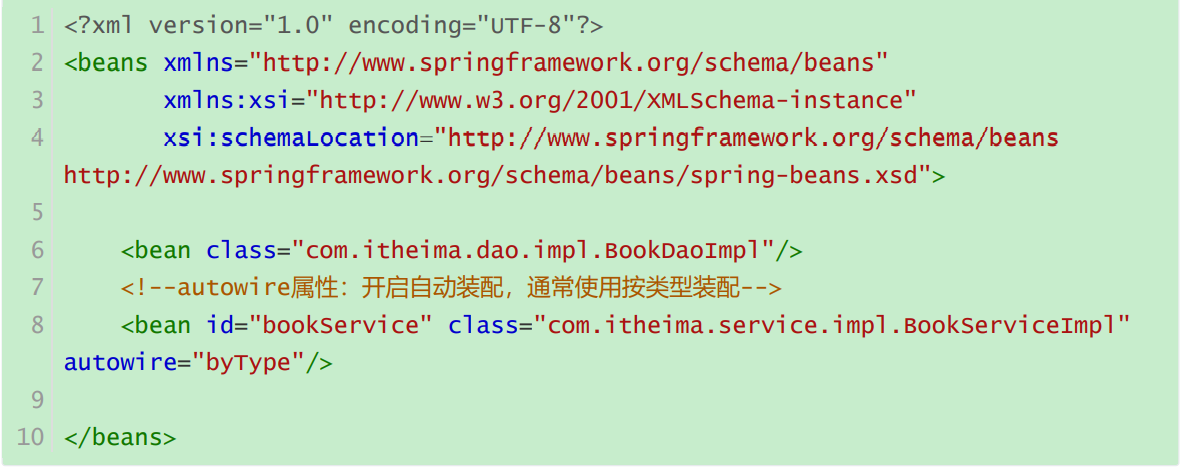 1 <?xml version="1.0" encoding="UTF-8"?>
2 <beans xmlns="http://www.springframework.org/schema/beans"
3        xmlns:xsi="http://www.w3.org/2001/XMLSchema-instance"
4        xsi:schemaLocation="http://www.springframework.org/schema/beans
http://www.springframework.org/schema/beans/spring-beans.xsd">
5
6     <bean class="com.itheima.dao.impl.BookDaoImpl"/>
7     <!--autowire属性：开启自动装配，通常使用按类型装配-->
8     <bean id="bookService" class="com.itheima.service.impl.BookServiceImpl"
autowire="byType"/>
9
10 </beans>